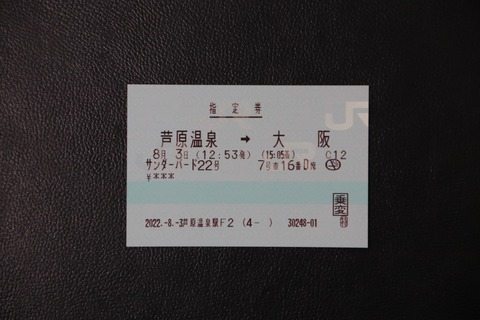 指定券
芦原温泉 → 大阪
8月 3日 (12:53発) (15:05着) C12
サンダーバード22号 7号車16番D席
¥***
乗変
2022.-8.-3芦原温泉駅F2 (4- ) 30248-01